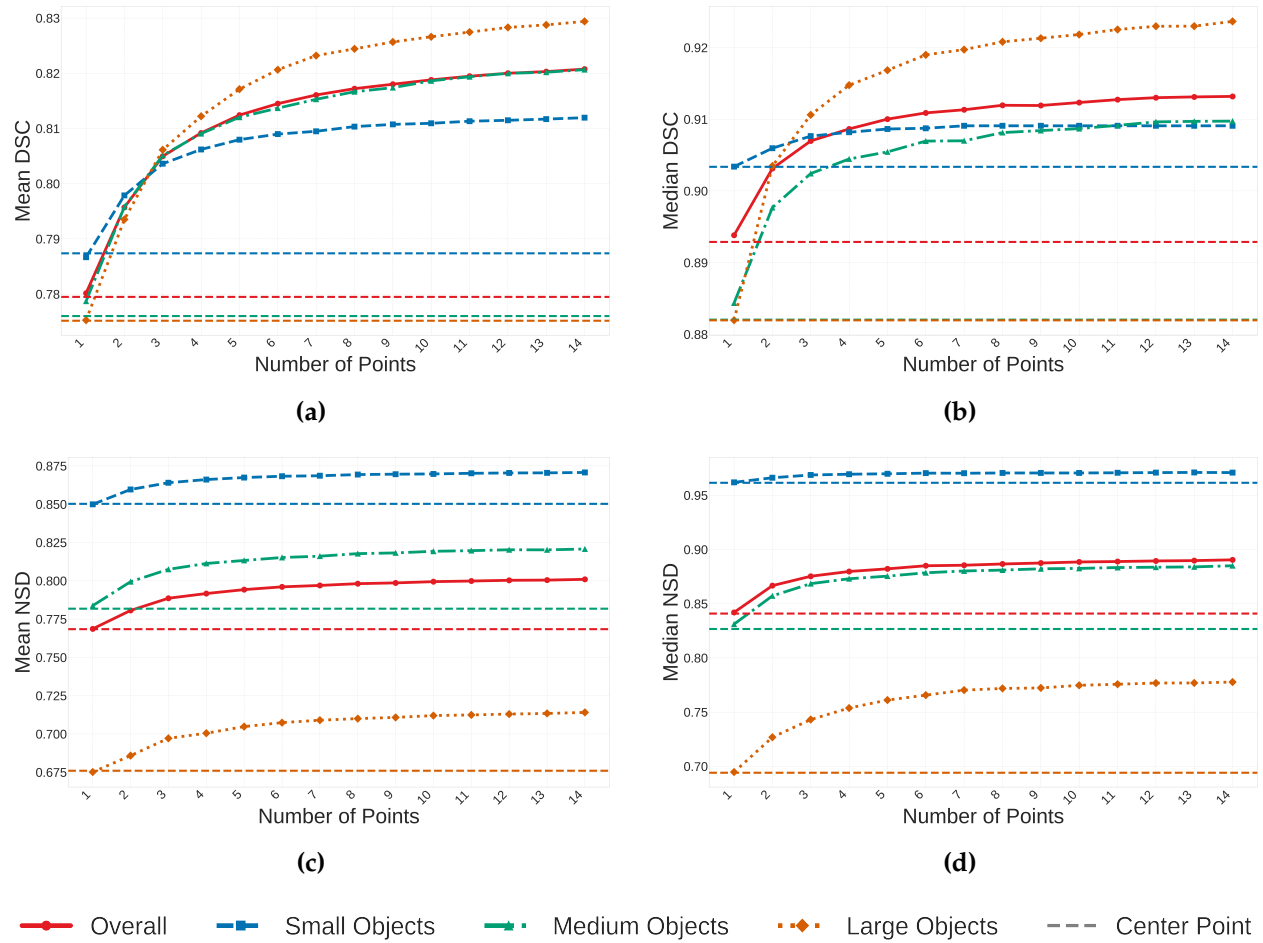 0.83
0.82
0.81
0.80
0.79
0.78
Mean DSC
1 2 3 4 5 6 7 8 9 10 11 12 13 14
Number of Points
(a)
0.92
0.91
0.90
0.89
0.88
Median DSC
1 2 3 4 5 6 7 8 9 10 11 12 13 14
Number of Points
(b)
0.875
0.850
0.825
0.800
0.775
0.750
0.725
0.700
0.675
Mean NSD
1 2 3 4 5 6 7 8 9 10 11 12 13 14
Number of Points
(c)
0.95
0.90
0.85
0.80
0.75
0.70
Median NSD
1 2 3 4 5 6 7 8 9 10 11 12 13 14
Number of Points
(d)
Overall Small Objects Medium Objects Large Objects Center Point